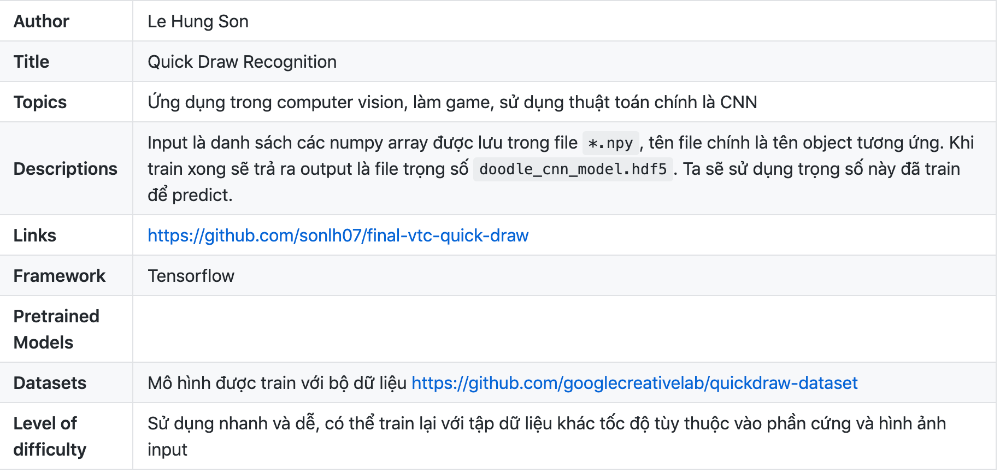 Author Le Hung Son
Title Quick Draw Recognition
Topics Ứng dụng trong computer vision, làm game, sử dụng thuật toán chính là CNN
Descriptions
Input là danh sách các numpy array được lưu trong file *.npy , tên file chính là tên object tương ứng. Khi
train xong sẽ trả ra output là file trọng số doodle_cnn_model.hdf5 . Ta sẽ sử dụng trọng số này đã train
để predict.
Links https://github.com/sonlh07/final-vtc-quick-draw
Framework Tensorflow
Pretrained
Models
Datasets Mô hình được train với bộ dữ liệu https://github.com/googlecreativelab/quickdraw-dataset
Level of
difficulty
Sử dụng nhanh và dễ, có thể train lại với tập dữ liệu khác tốc độ tùy thuộc vào phần cứng và hình ảnh
input